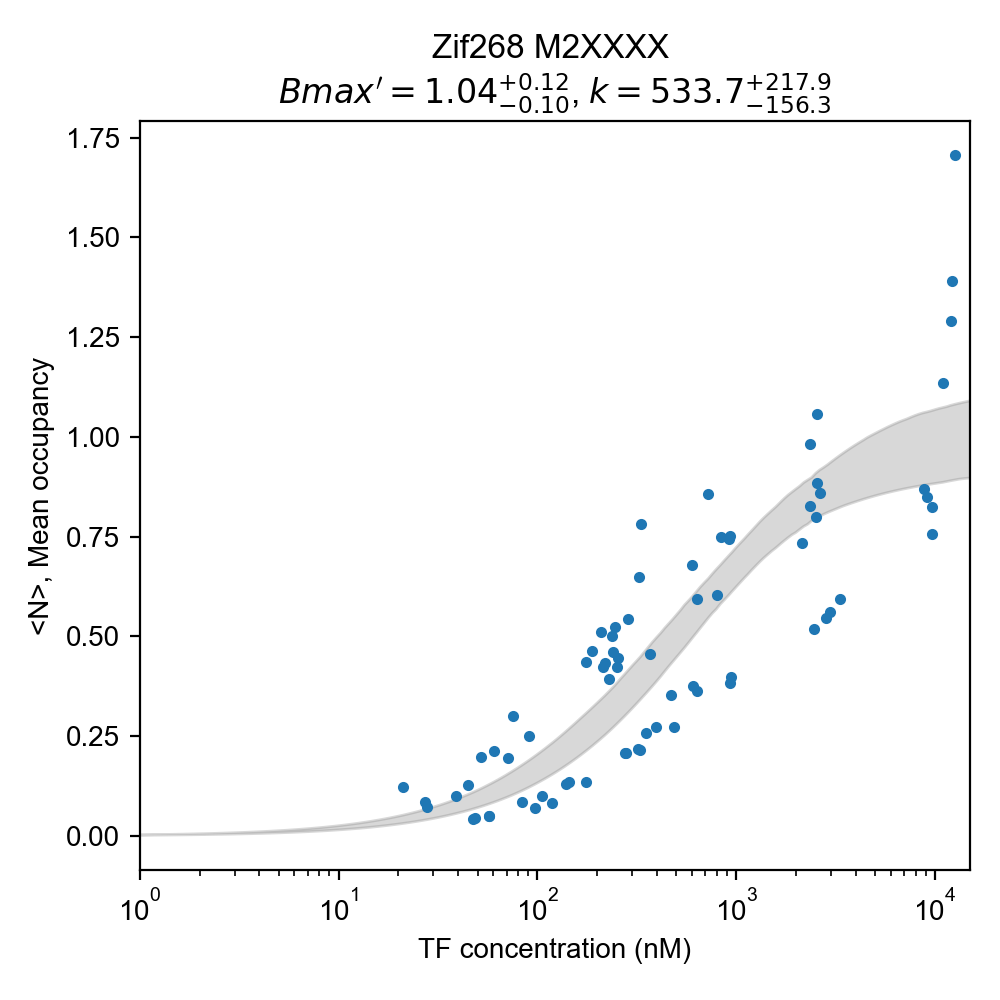 Zif268 M2XXXX
Bmax′ = 1.04^{+0.12}_{−0.10}, k = 533.7^{+217.9}_{−156.3}
1.75
1.50
1.25
1.00
0.75
0.50
0.25
0.00
<N>, Mean occupancy
10⁰ 10¹ 10² 10³ 10⁴
TF concentration (nM)